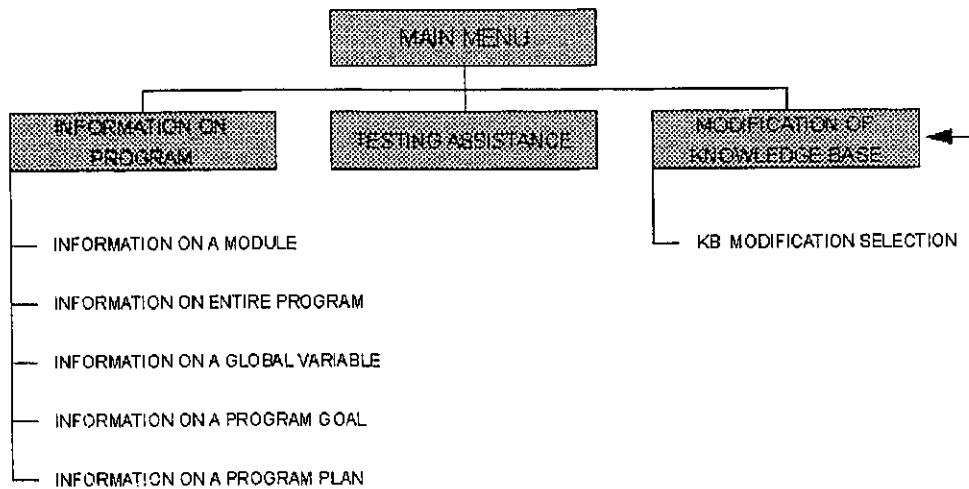 MAIN MENU
INFORMATION ON
PROGRAM
TESTING ASSISTANCE
MODIFICATION OF
KNOWLEDGE BASE
INFORMATION ON A MODULE
INFORMATION ON ENTIRE PROGRAM
INFORMATION ON A GLOBAL VARIABLE
INFORMATION ON A PROGRAM GOAL
INFORMATION ON A PROGRAM PLAN
KB MODIFICATION SELECTION